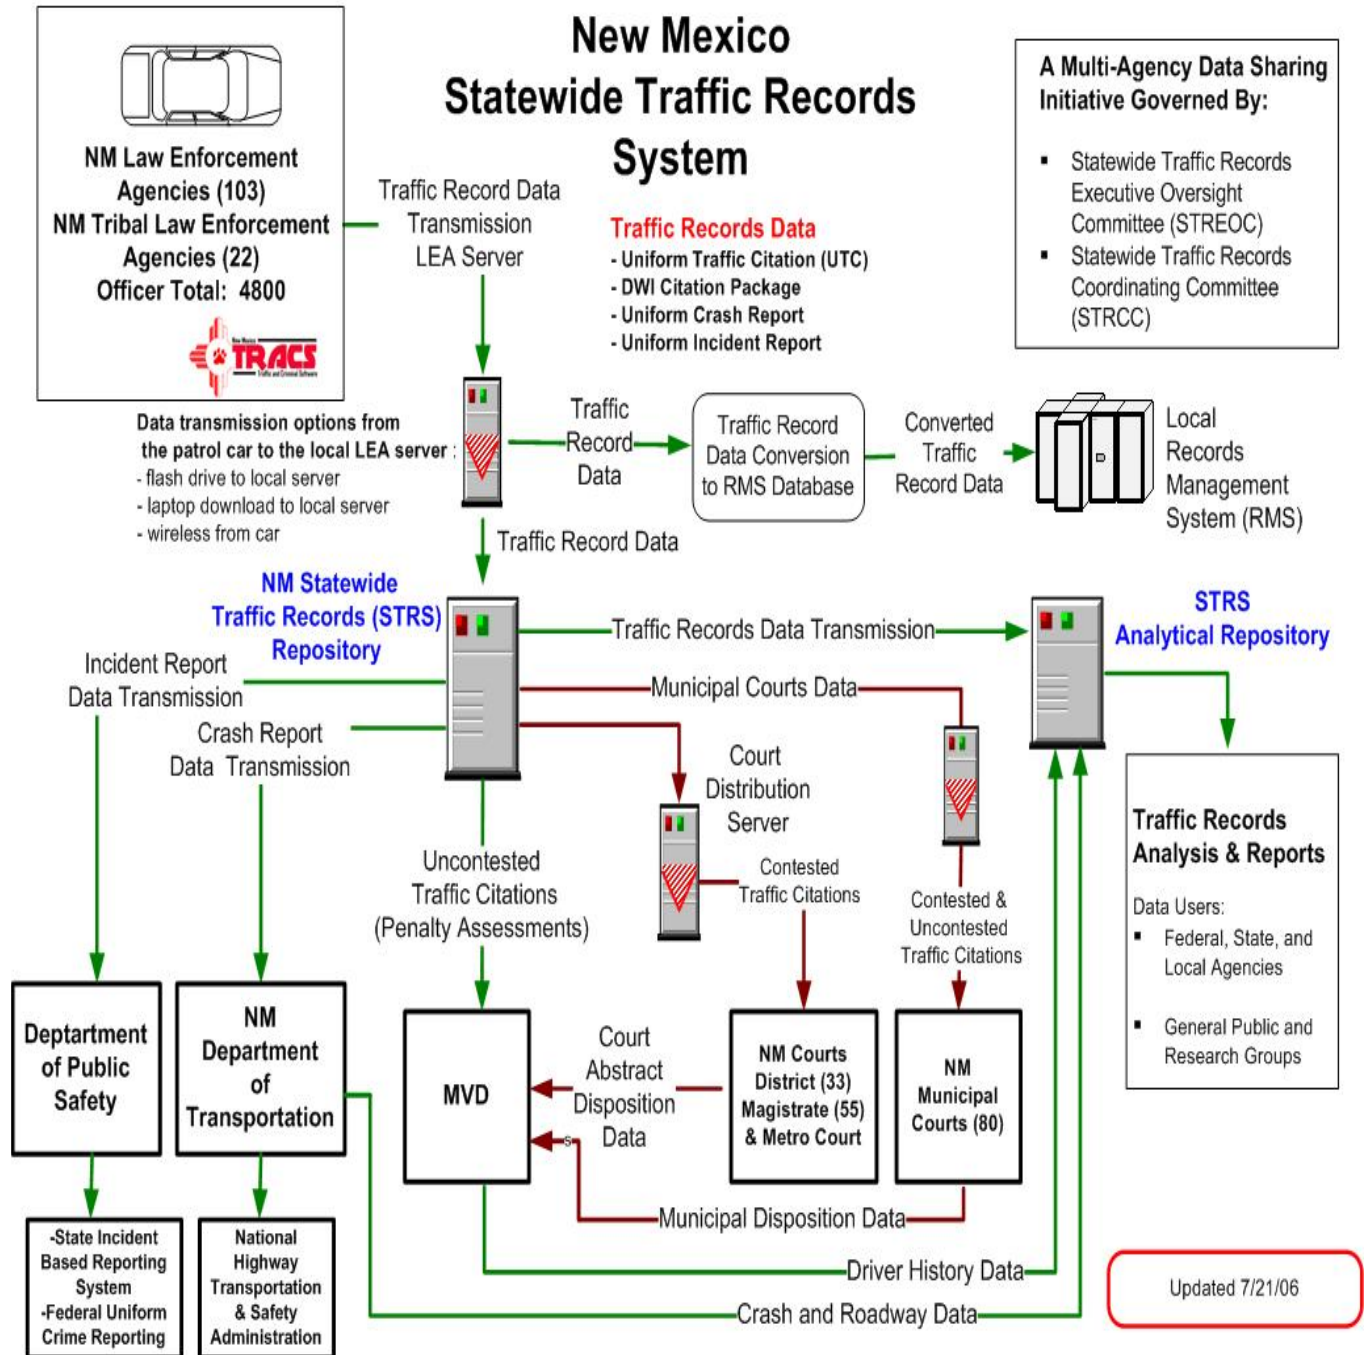 New Mexico
Statewide Traffic Records
System
NM Law Enforcement
Agencies (103)
NM Tribal Law Enforcement
Agencies (22)
Officer Total: 4800
New Mexico
TRACS
Traffic and Criminal Software
Traffic Record Data
Transmission
LEA Server
Traffic Records Data
- Uniform Traffic Citation (UTC)
- DWI Citation Package
- Uniform Crash Report
- Uniform Incident Report
A Multi-Agency Data Sharing
Initiative Governed By:
▪ Statewide Traffic Records
Executive Oversight
Committee (STREOC)
▪ Statewide Traffic Records
Coordinating Committee
(STRCC)
Data transmission options from
the patrol car to the local LEA server :
- flash drive to local server
- laptop download to local server
- wireless from car
Traffic
Record
Data
Traffic Record
Data Conversion
to RMS Database
Converted
Traffic
Record Data
Local
Records
Management
System (RMS)
Traffic Record Data
NM Statewide
Traffic Records (STRS)
Repository
Traffic Records Data Transmission
STRS
Analytical Repository
Incident Report
Data Transmission
Municipal Courts Data
Crash Report
Data Transmission
Court
Distribution
Server
Uncontested
Traffic Citations
(Penalty Assessments)
Contested
Traffic Citations
Contested &
Uncontested
Traffic Citations
Traffic Records
Analysis & Reports
Data Users:
▪ Federal, State, and
Local Agencies
▪ General Public and
Research Groups
Deptartment
of Public
Safety
NM
Department
of
Transportation
MVD
Court
Abstract
Disposition
Data
s
NM Courts
District (33)
Magistrate (55)
& Metro Court
NM
Municipal
Courts (80)
Municipal Disposition Data
-State Incident
Based Reporting
System
-Federal Uniform
Crime Reporting
National
Highway
Transportation
& Safety
Administration
Driver History Data
Crash and Roadway Data
Updated 7/21/06